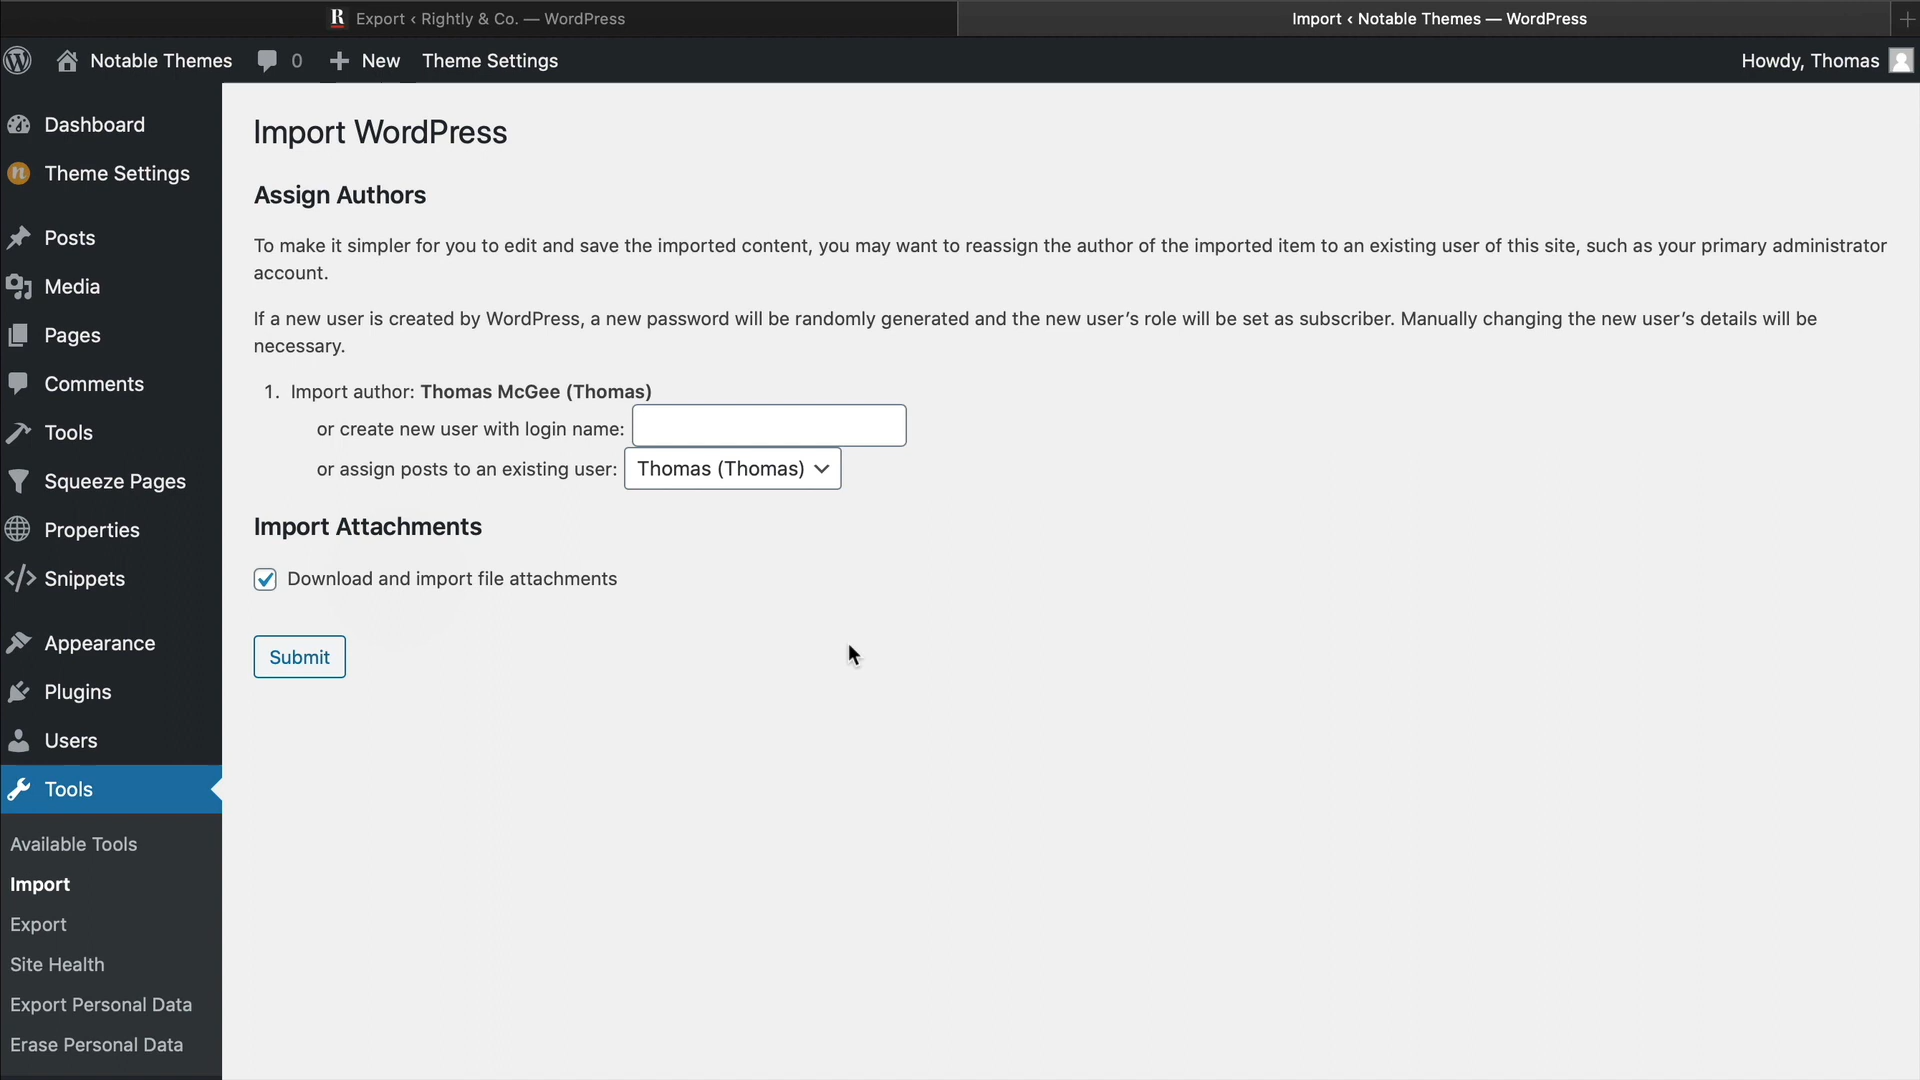 R Export ‹ Rightly & Co. — WordPress
Import ‹ Notable Themes — WordPress
Notable Themes 0 New Theme Settings
Howdy, Thomas
Dashboard
Theme Settings
Posts
Media
Pages
Comments
Tools
Squeeze Pages
Properties
Snippets
Appearance
Plugins
Users
Tools
Available Tools
Import
Export
Site Health
Export Personal Data
Erase Personal Data
Import WordPress
Assign Authors
To make it simpler for you to edit and save the imported content, you may want to reassign the author of the imported item to an existing user of this site, such as your primary administrator
account.
If a new user is created by WordPress, a new password will be randomly generated and the new user’s role will be set as subscriber. Manually changing the new user’s details will be
necessary.
1. Import author: Thomas McGee (Thomas)
or create new user with login name:
or assign posts to an existing user: Thomas (Thomas)
Import Attachments
Download and import file attachments
Submit